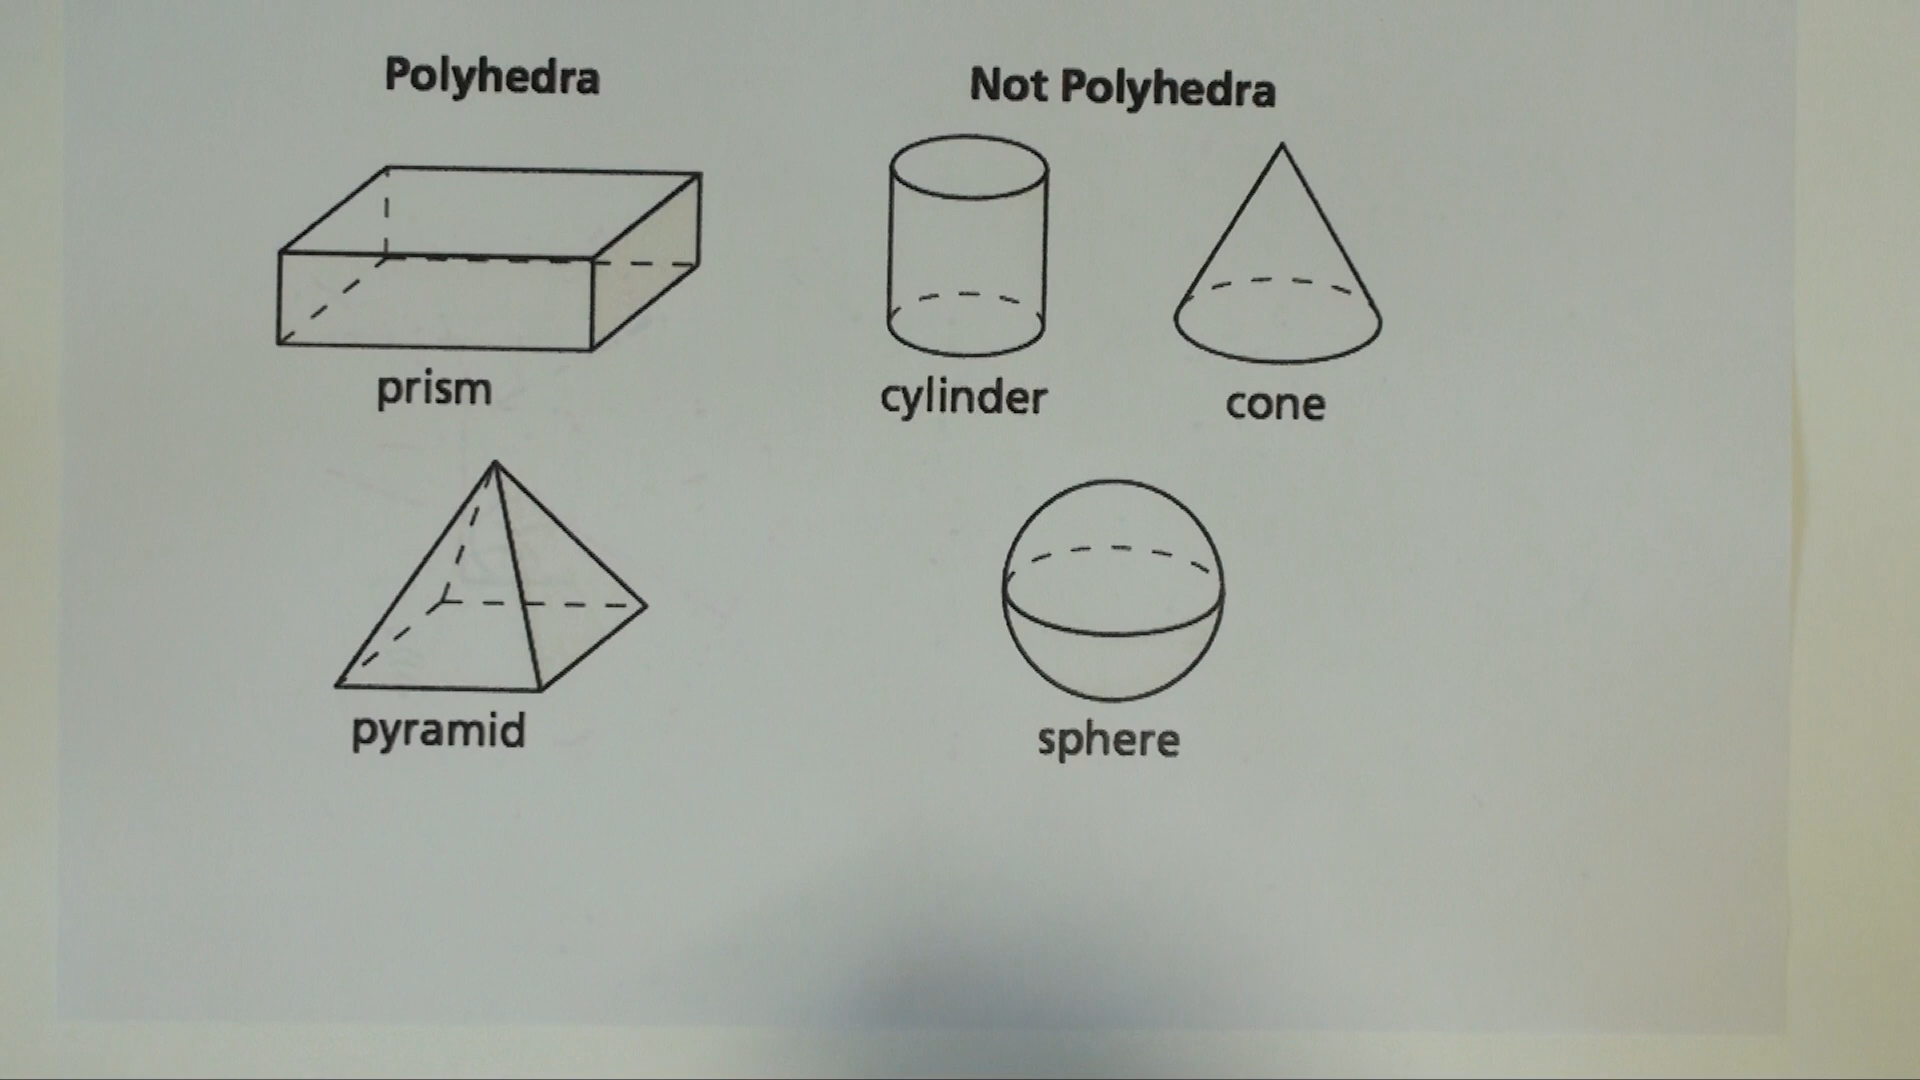 Polyhedra
Not Polyhedra
prism
cylinder
cone
pyramid
sphere